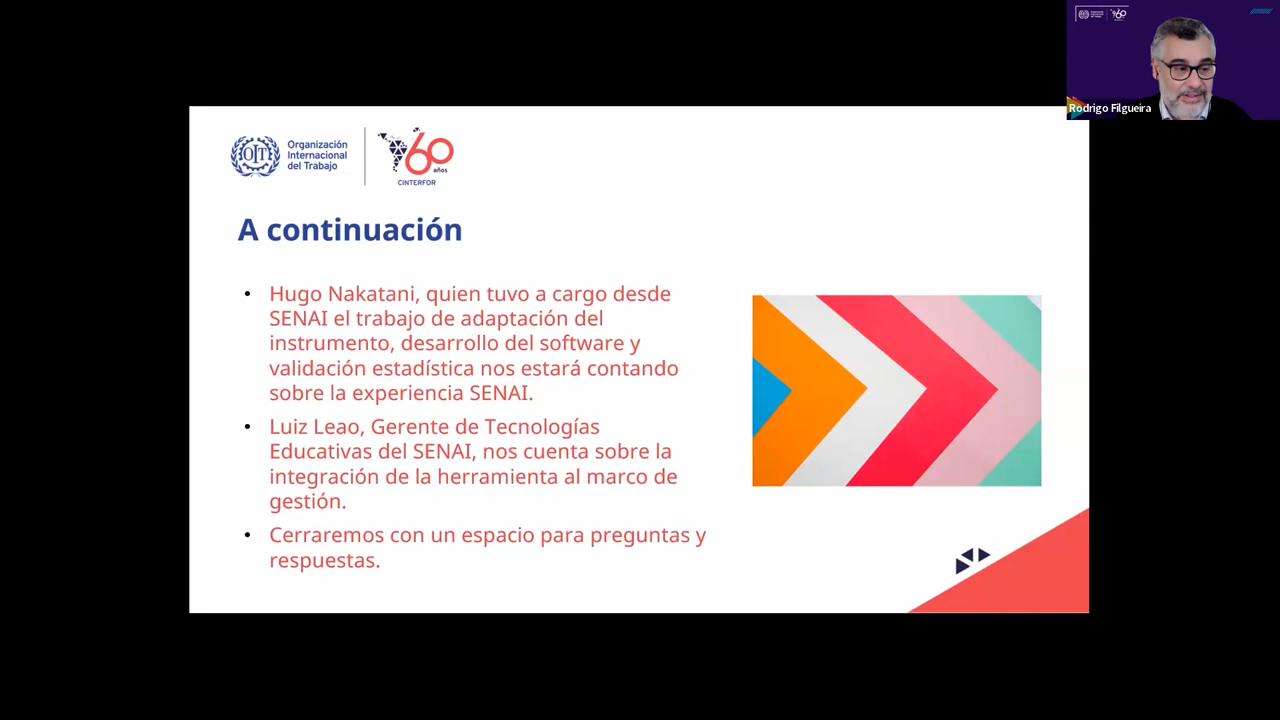 OIT
Organización
Internacional
del Trabajo
60
años
CINTERFOR
Rodrigo Filgueira
A continuación
• Hugo Nakatani, quien tuvo a cargo desde
SENAI el trabajo de adaptación del
instrumento, desarrollo del software y
validación estadística nos estará contando
sobre la experiencia SENAI.
• Luiz Leao, Gerente de Tecnologías
Educativas del SENAI, nos cuenta sobre la
integración de la herramienta al marco de
gestión.
• Cerraremos con un espacio para preguntas y
respuestas.